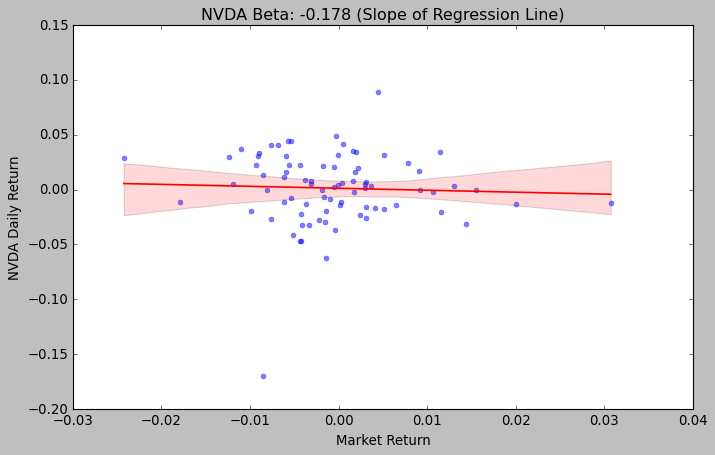 NVDA Beta: -0.178 (Slope of Regression Line)
0.15
0.10
0.05
0.00
−0.05
−0.10
−0.15
−0.20
NVDA Daily Return
−0.03 −0.02 −0.01 0.00 0.01 0.02 0.03 0.04
Market Return